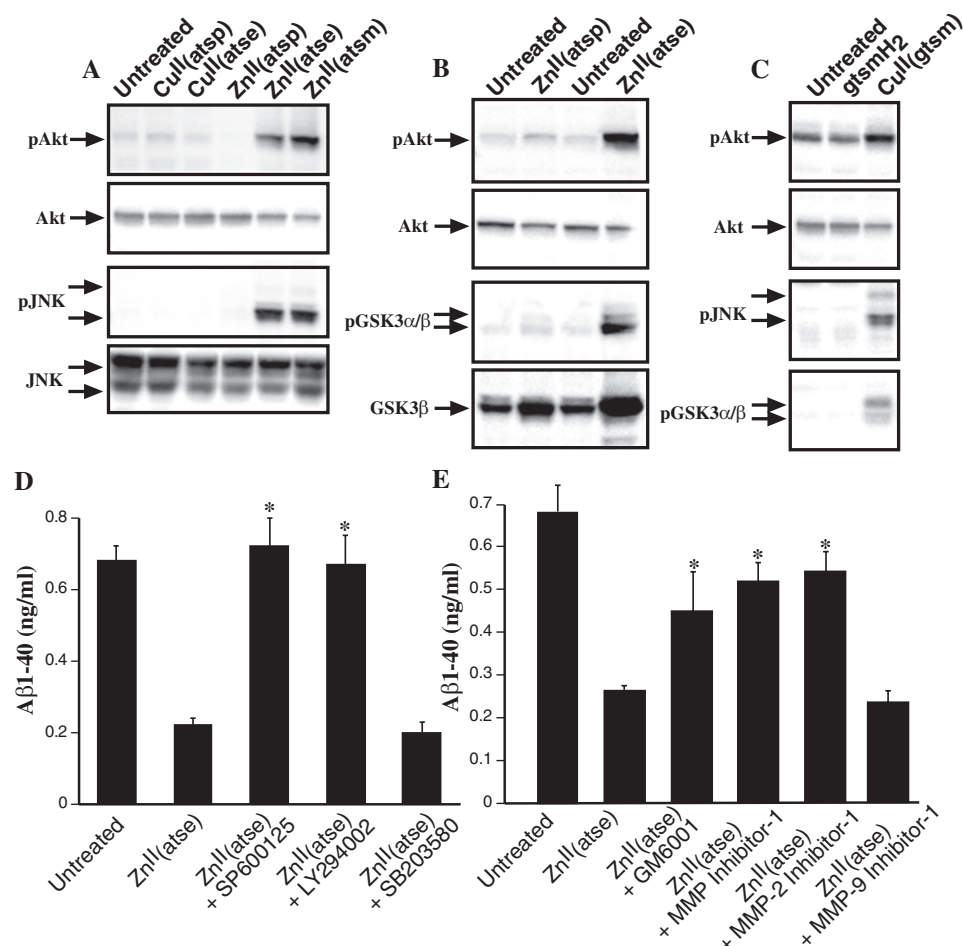 A
Untreated
Cuᴵᴵ(atsp)
Cuᴵᴵ(atse)
Znᴵᴵ(atsp)
Znᴵᴵ(atse)
Znᴵᴵ(atsm)
pAkt
Akt
pJNK
JNK
B
Untreated
Znᴵᴵ(atsp)
Untreated
Znᴵᴵ(atse)
pAkt
Akt
pGSK3α/β
GSK3β
C
Untreated
gtsmH₂
Cuᴵᴵ(gtsm)
pAkt
Akt
pJNK
pGSK3α/β
D
Aβ1-40 (ng/ml)
0.8
0.6
0.4
0.2
0
*
*
Untreated
Znᴵᴵ(atse)
Znᴵᴵ(atse)
+ SP600125
Znᴵᴵ(atse)
+ LY294002
Znᴵᴵ(atse)
+ SB203580
E
Aβ1-40 (ng/ml)
0.7
0.6
0.5
0.4
0.3
0.2
0.1
0
*
*
*
Untreated
Znᴵᴵ(atse)
Znᴵᴵ(atse)
+ GM6001
Znᴵᴵ(atse)
+ MMP Inhibitor-1
Znᴵᴵ(atse)
+ MMP-2 Inhibitor-1
Znᴵᴵ(atse)
+ MMP-9 Inhibitor-1